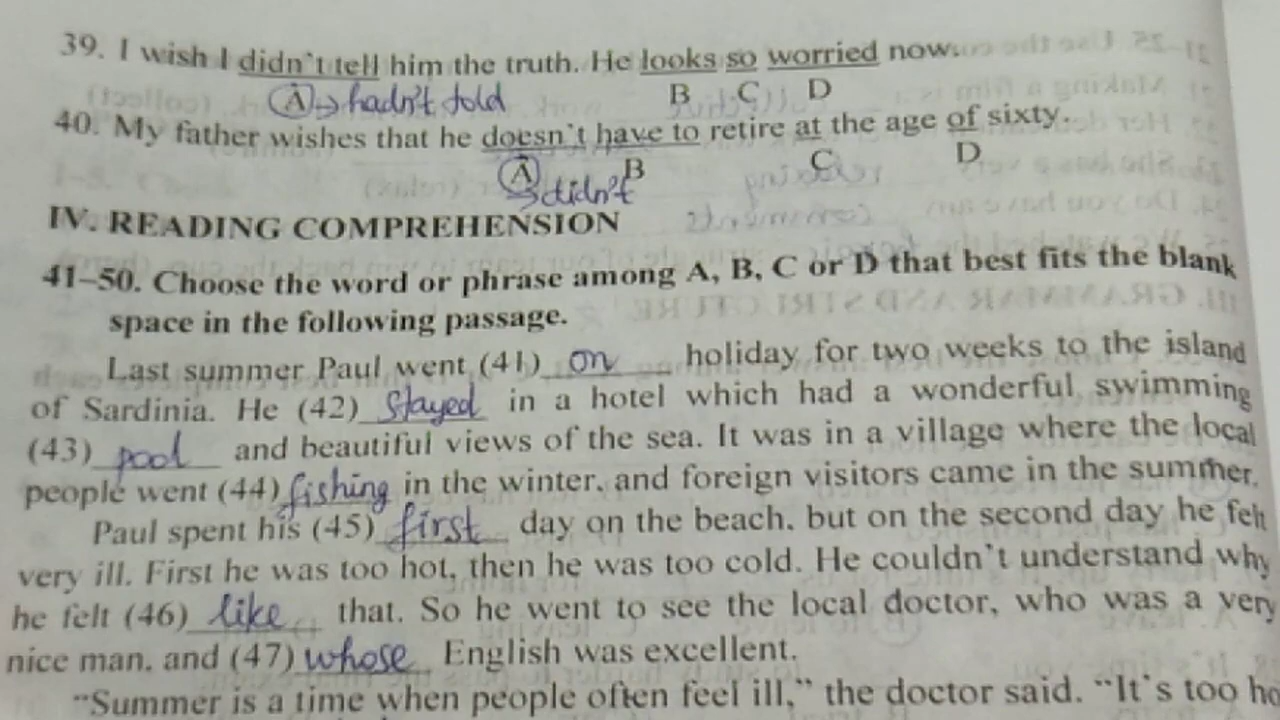 39. I wish I didn't tell him the truth. He looks so worried now.
A → hadn't told B C D
40. My father wishes that he doesn't have to retire at the age of sixty.
A B C D
→ didn't
IV. READING COMPREHENSION
41-50. Choose the word or phrase among A, B, C or D that best fits the blank
space in the following passage.
Last summer Paul went (41) on holiday for two weeks to the island
of Sardinia. He (42) stayed in a hotel which had a wonderful swimming
(43) pool and beautiful views of the sea. It was in a village where the local
people went (44) fishing in the winter, and foreign visitors came in the summer.
Paul spent his (45) first day on the beach, but on the second day he felt
very ill. First he was too hot, then he was too cold. He couldn't understand why
he felt (46) like that. So he went to see the local doctor, who was a very
nice man, and (47) whose English was excellent.
"Summer is a time when people often feel ill," the doctor said. "It's too ho